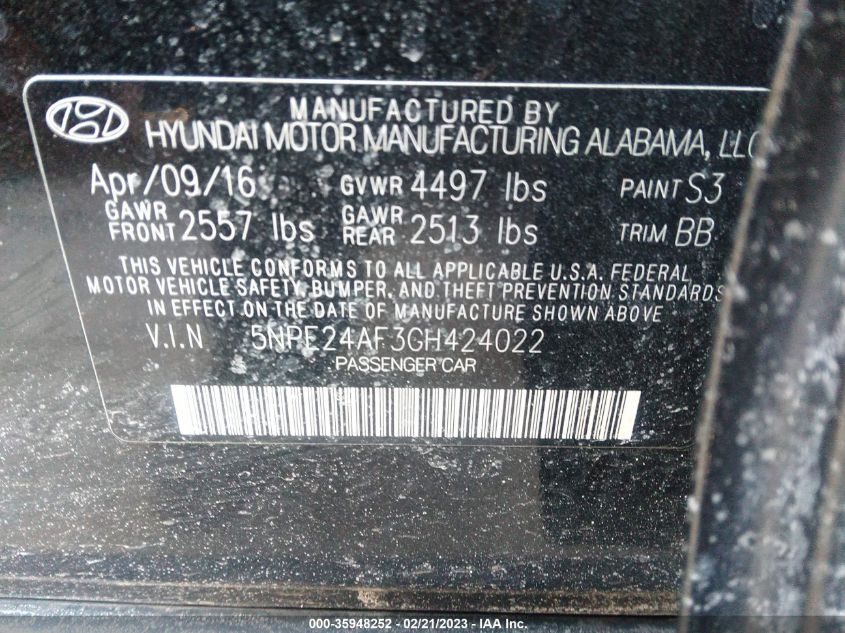 MANUFACTURED BY
HYUNDAI MOTOR MANUFACTURING ALABAMA, LLC
Apr/09/16 GVWR 4497 lbs PAINT S3
GAWR FRONT 2557 lbs GAWR REAR 2513 lbs TRIM BB
THIS VEHICLE CONFORMS TO ALL APPLICABLE U.S.A. FEDERAL
MOTOR VEHICLE SAFETY, BUMPER, AND THEFT PREVENTION STANDARDS
IN EFFECT ON THE DATE OF MANUFACTURE SHOWN ABOVE
V.I.N 5NPE24AF3GH424022
PASSENGER CAR
000-35948252 - 02/21/2023 - IAA Inc.